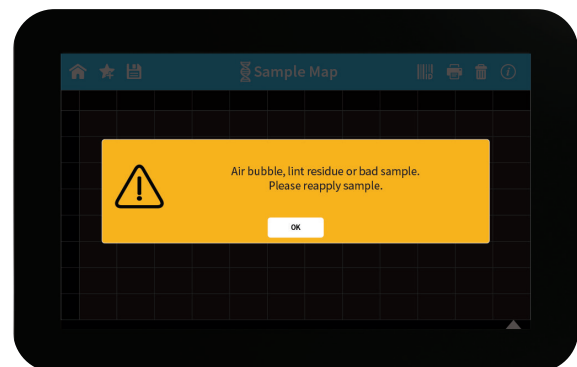 Sample Map
Air bubble, lint residue or bad sample.
Please reapply sample.
OK